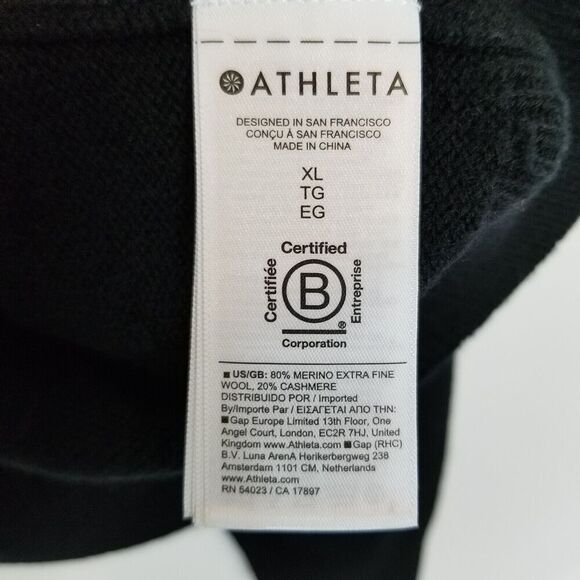 ATHLETA
DESIGNED IN SAN FRANCISCO
CONÇU À SAN FRANCISCO
MADE IN CHINA
XL
TG
EG
Certified
Certifiée
B
Entreprise
®
Corporation
■ US/GB: 80% MERINO EXTRA FINE
WOOL, 20% CASHMERE
DISTRIBUIDO POR / Imported
By/Importe Par / ΕΙΣΑΓΕΤΑΙ ΑΠΟ ΤΗΝ:
■ Gap Europe Limited 13th Floor, One
Angel Court, London, EC2R 7HJ, United
Kingdom www.Athleta.com ■ Gap (RHC)
B.V. Luna ArenA Herikerbergweg 238
Amsterdam 1101 CM, Netherlands
www.Athleta.com
RN 54023 / CA 17897